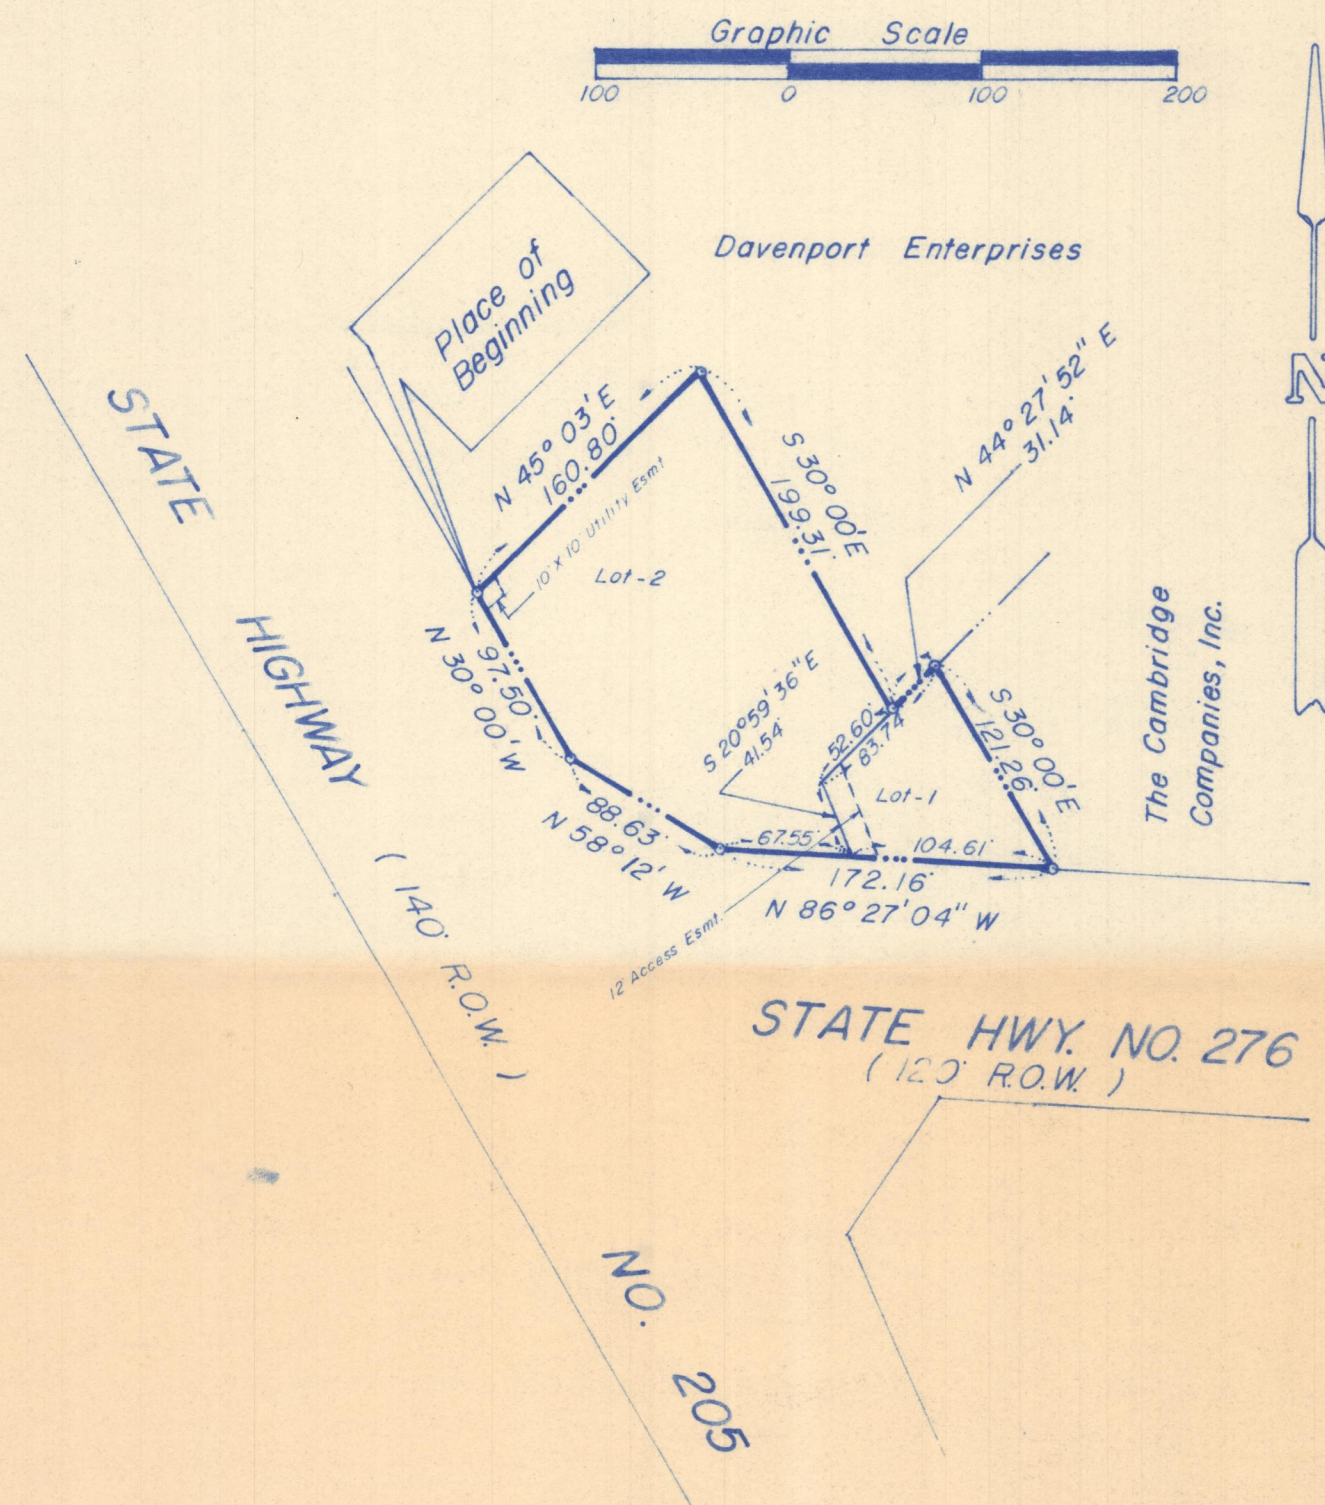 Graphic Scale
100 0 100 200
Davenport Enterprises
Place of
Beginning
N 45° 03' E
160.80'
10' X 10' Utility Esmt
Lot-2
S 30° 00' E
199.31'
N 44° 27' 52" E
31.14'
N
STATE
HIGHWAY
( 140' R.O.W. )
NO.
205
97.50'
N 30° 00' W
88.63'
N 58° 12' W
S 20° 59' 36" E
41.54'
52.60'
83.74'
Lot-1
S 30° 00' E
121.26'
67.55'
104.61'
172.16'
N 86° 27' 04" W
12' Access Esmt.
The Cambridge
Companies, Inc.
STATE HWY. NO. 276
( 120' R.O.W. )